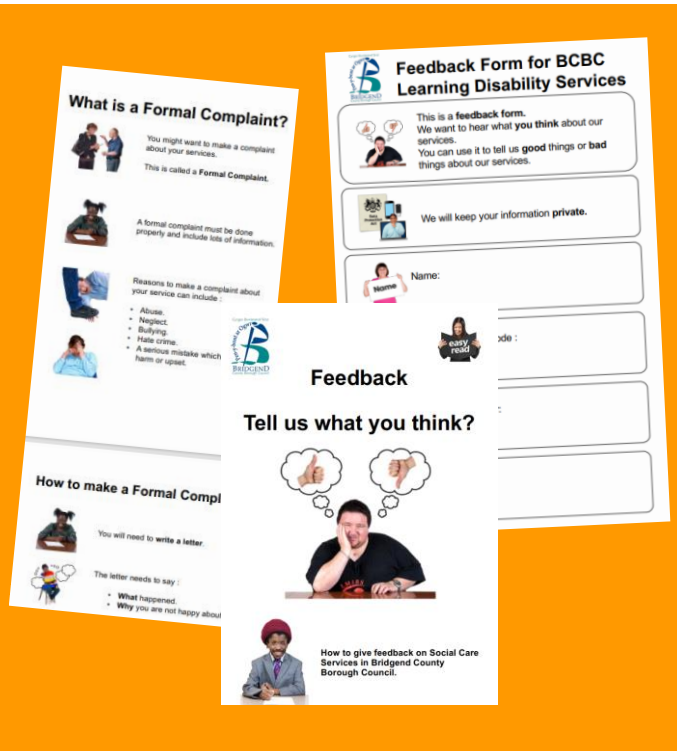 What is a Formal Complaint?
You might want to make a complaint
about your services.
This is called a Formal Complaint.
A formal complaint must be done
properly and include lots of information.
Reasons to make a complaint about
your service can include :
• Abuse.
• Neglect.
• Bullying.
• Hate crime.
• A serious mistake which
harm or upset.
How to make a Formal Compl
You will need to write a letter.
The letter needs to say :
• What happened.
• Why you are not happy abou
BRIDGEND
Feedback Form for BCBC
Learning Disability Services
This is a feedback form.
We want to hear what you think about our
services.
You can use it to tell us good things or bad
things about our services.
We will keep your information private.
Name
Name:
ode :
:
BRIDGEND
easy
read
Feedback
Tell us what you think?
How to give feedback on Social Care
Services in Bridgend County
Borough Council.